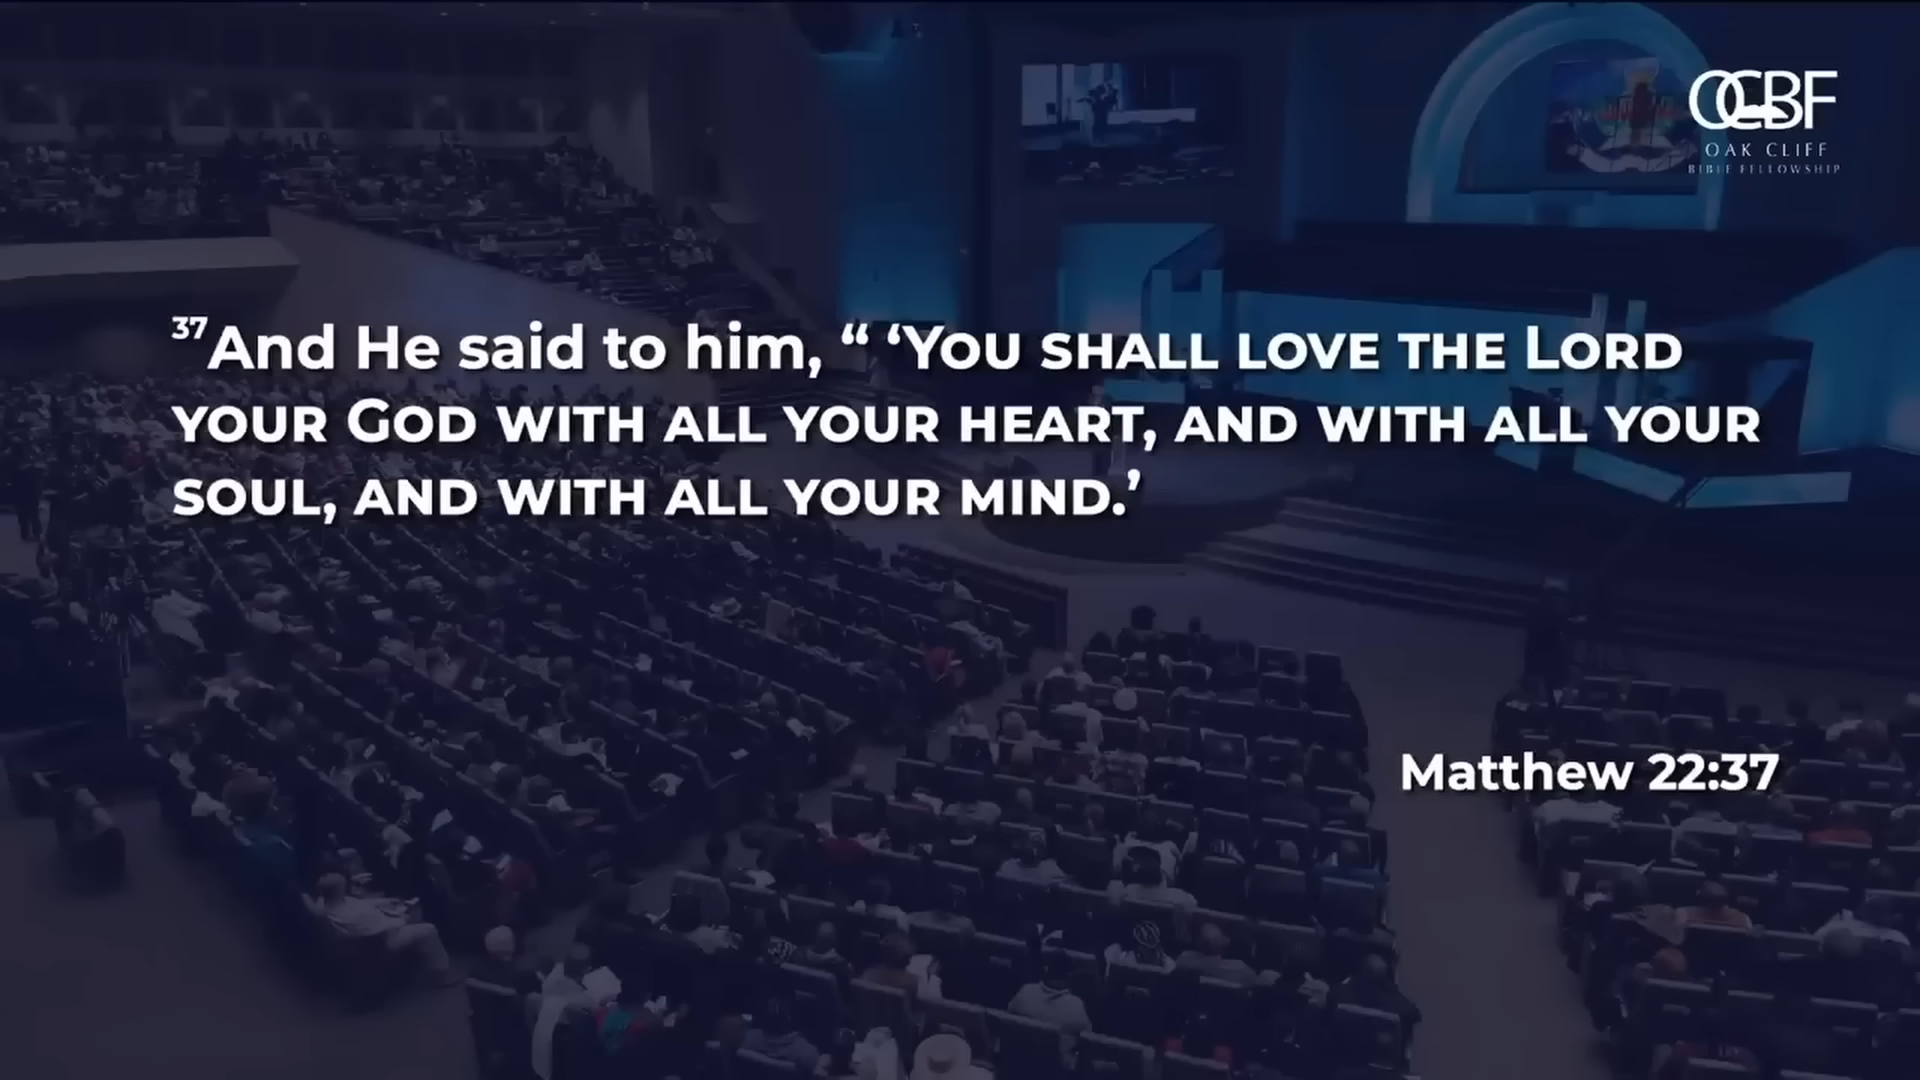 OCBF
OAK CLIFF
BIBLE FELLOWSHIP
37And He said to him, “ ‘YOU SHALL LOVE THE LORD
YOUR GOD WITH ALL YOUR HEART, AND WITH ALL YOUR
SOUL, AND WITH ALL YOUR MIND.’
Matthew 22:37